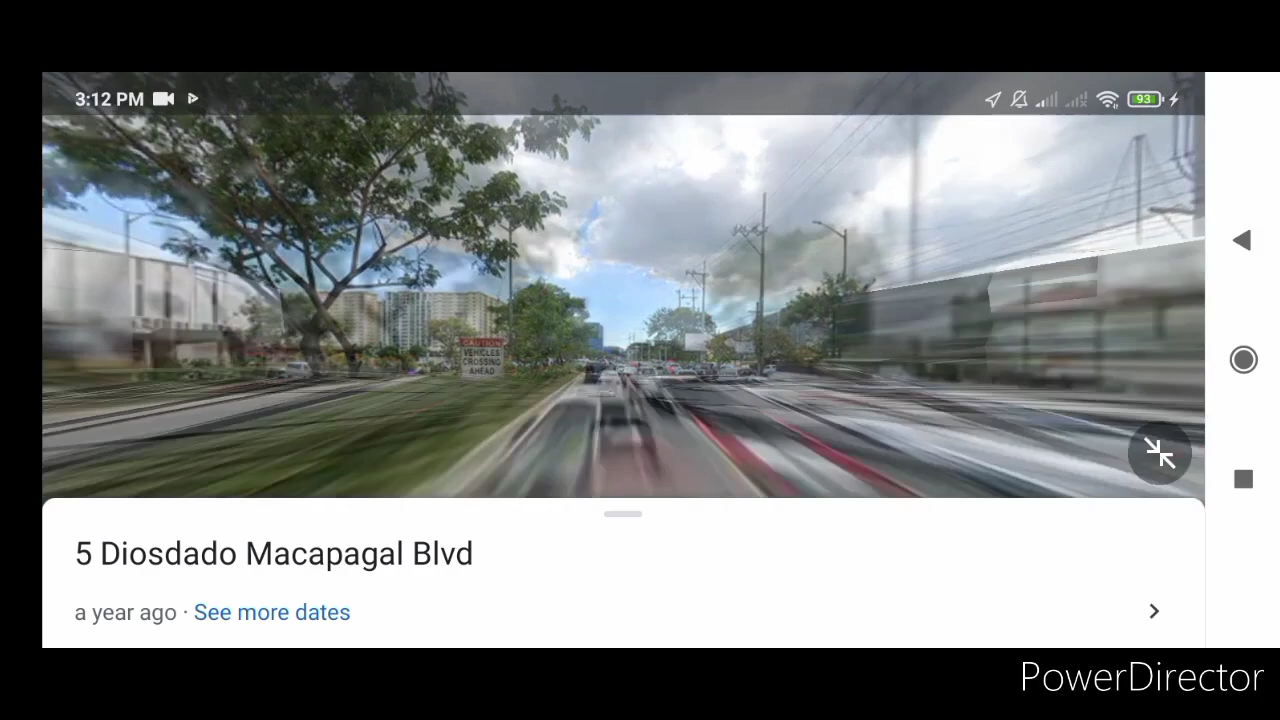 3:12 PM
93
CAUTION
VEHICLES
CROSSING
AHEAD
5 Diosdado Macapagal Blvd
a year ago · See more dates
PowerDirector